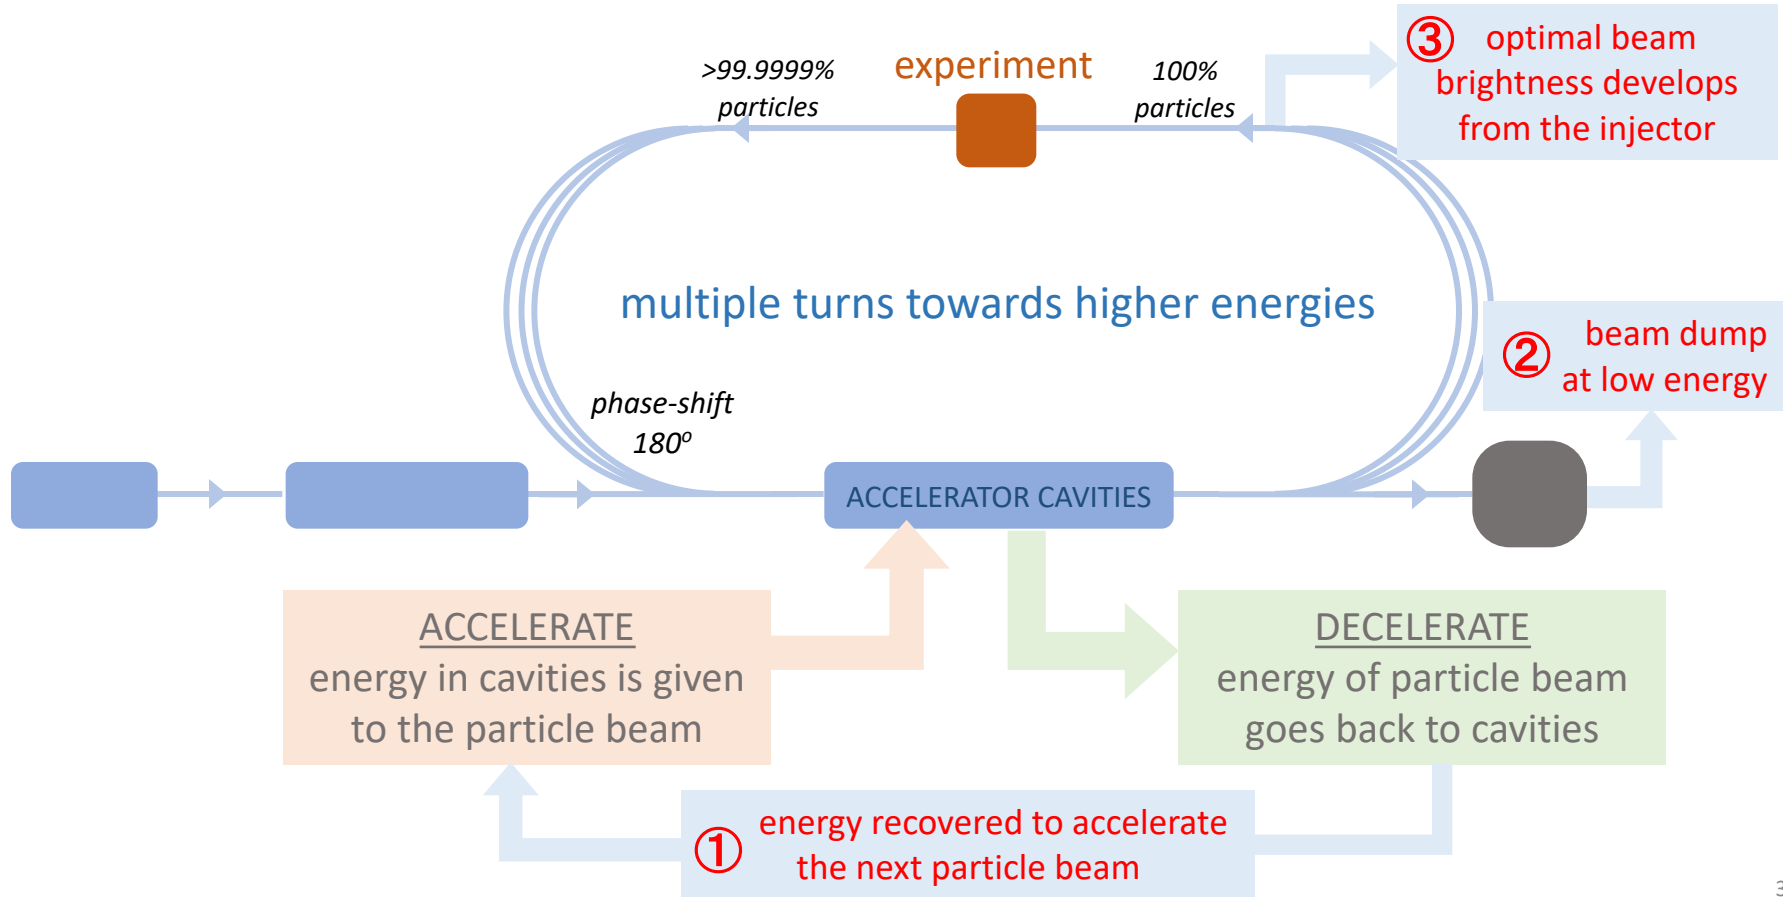 >99.9999%
particles
experiment
100%
particles
③ optimal beam
brightness develops
from the injector
multiple turns towards higher energies
② beam dump
at low energy
phase-shift
180º
ACCELERATOR CAVITIES
ACCELERATE
energy in cavities is given
to the particle beam
DECELERATE
energy of particle beam
goes back to cavities
① energy recovered to accelerate
the next particle beam
3